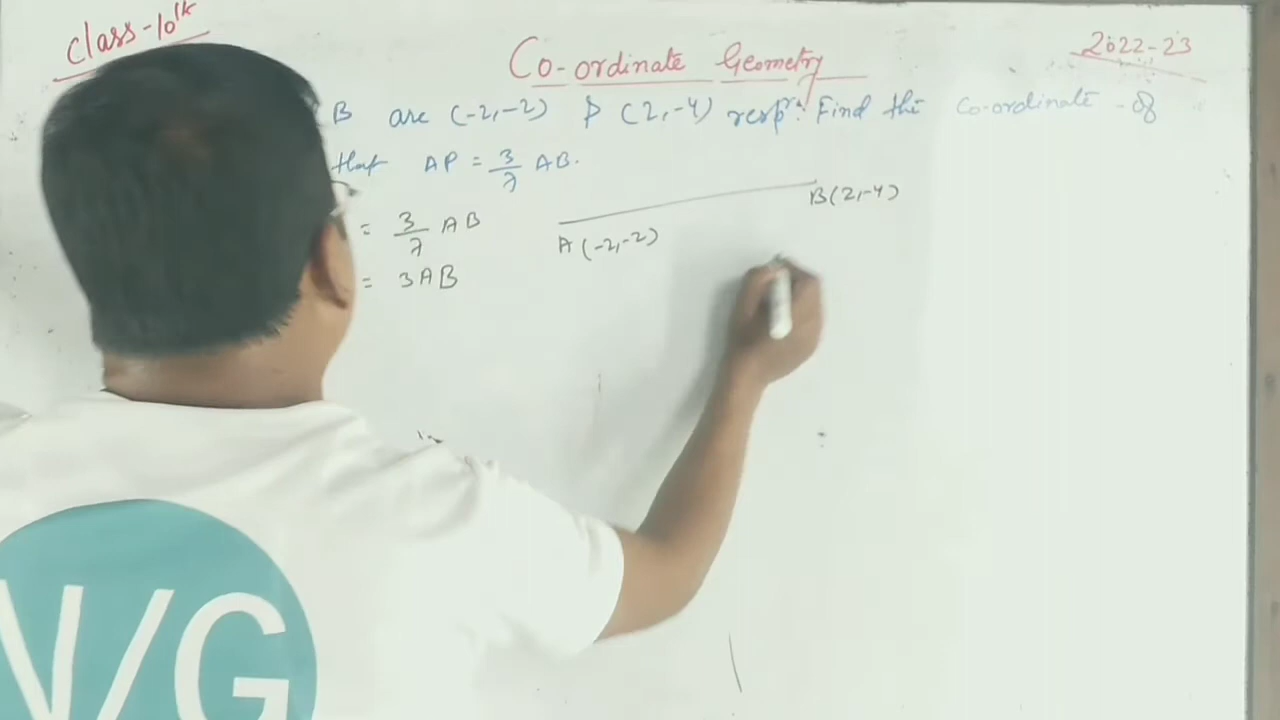 Class-10th
Co-ordinate Geometry
2022-23
B are (-2,-2) & (2,-4) resp. Find the Co-ordinate of
that AP = 3/7 AB.
= 3/7 AB
B(2,-4)
A(-2,-2)
= 3AB
V/G